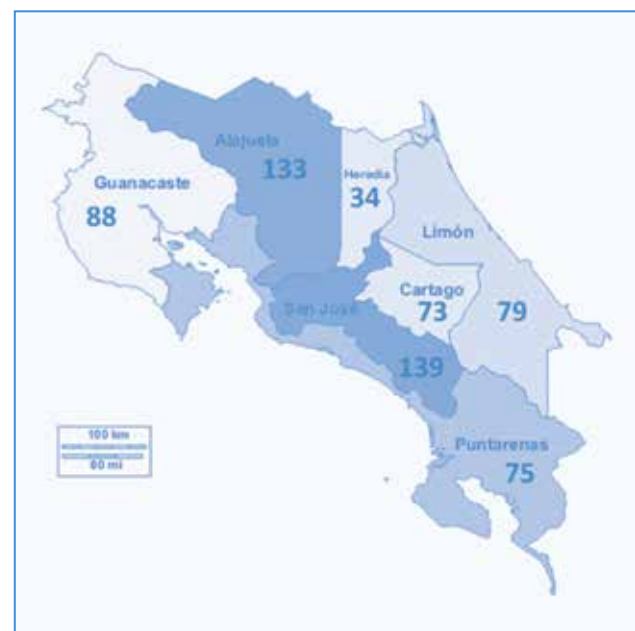 Alajuela
133
Heredia
34
Guanacaste
88
Limón
79
Cartago
73
San José
139
Puntarenas
75
100 km
60 mi